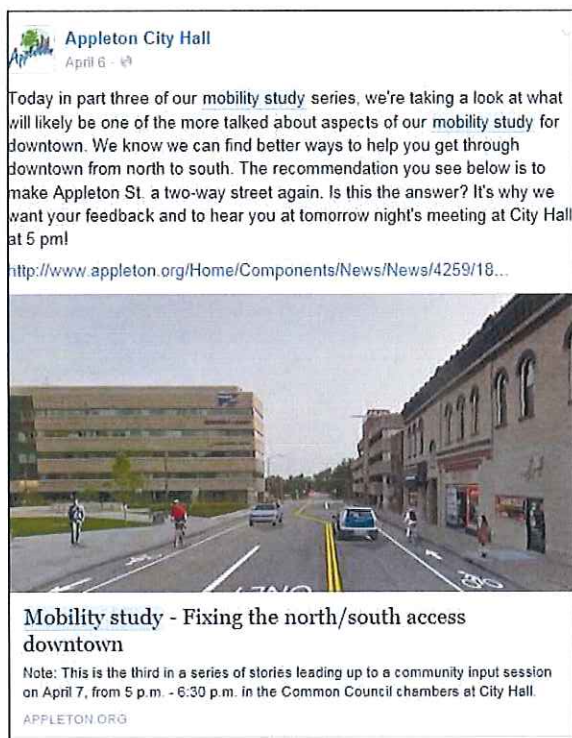 Appleton City Hall
April 6
Today in part three of our mobility study series, we're taking a look at what
will likely be one of the more talked about aspects of our mobility study for
downtown. We know we can find better ways to help you get through
downtown from north to south. The recommendation you see below is to
make Appleton St. a two-way street again. Is this the answer? It's why we
want your feedback and to hear you at tomorrow night's meeting at City Hall
at 5 pm!
http://www.appleton.org/Home/Components/News/News/4259/18...
Mobility study - Fixing the north/south access
downtown
Note: This is the third in a series of stories leading up to a community input session
on April 7, from 5 p.m. - 6:30 p.m. in the Common Council chambers at City Hall.
APPLETON.ORG